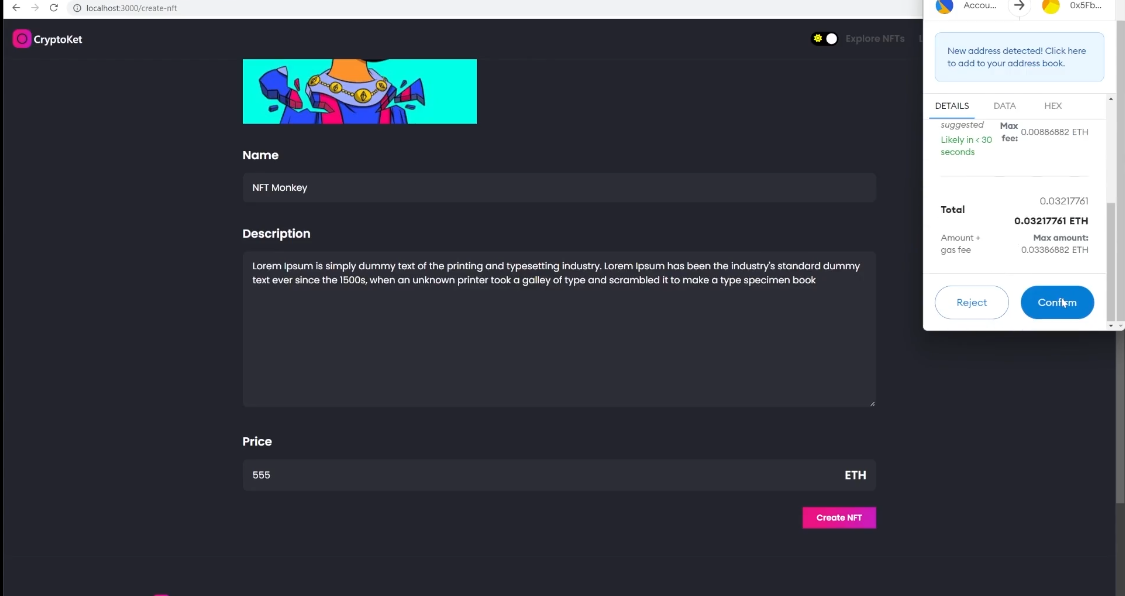 localhost:3000/create-nft
Accou... 0x5Fb...
CryptoKet
Explore NFTs
New address detected! Click here
to add to your address book.
DETAILS DATA HEX
suggested
Likely in < 30
seconds
Max
fee:
0.00886882 ETH
Total
0.03217761
0.03217761 ETH
Amount +
gas fee
Max amount:
0.03386882 ETH
Reject
Confirm
Name
NFT Monkey
Description
Lorem Ipsum is simply dummy text of the printing and typesetting industry. Lorem Ipsum has been the industry's standard dummy
text ever since the 1500s, when an unknown printer took a galley of type and scrambled it to make a type specimen book
Price
555 ETH
Create NFT